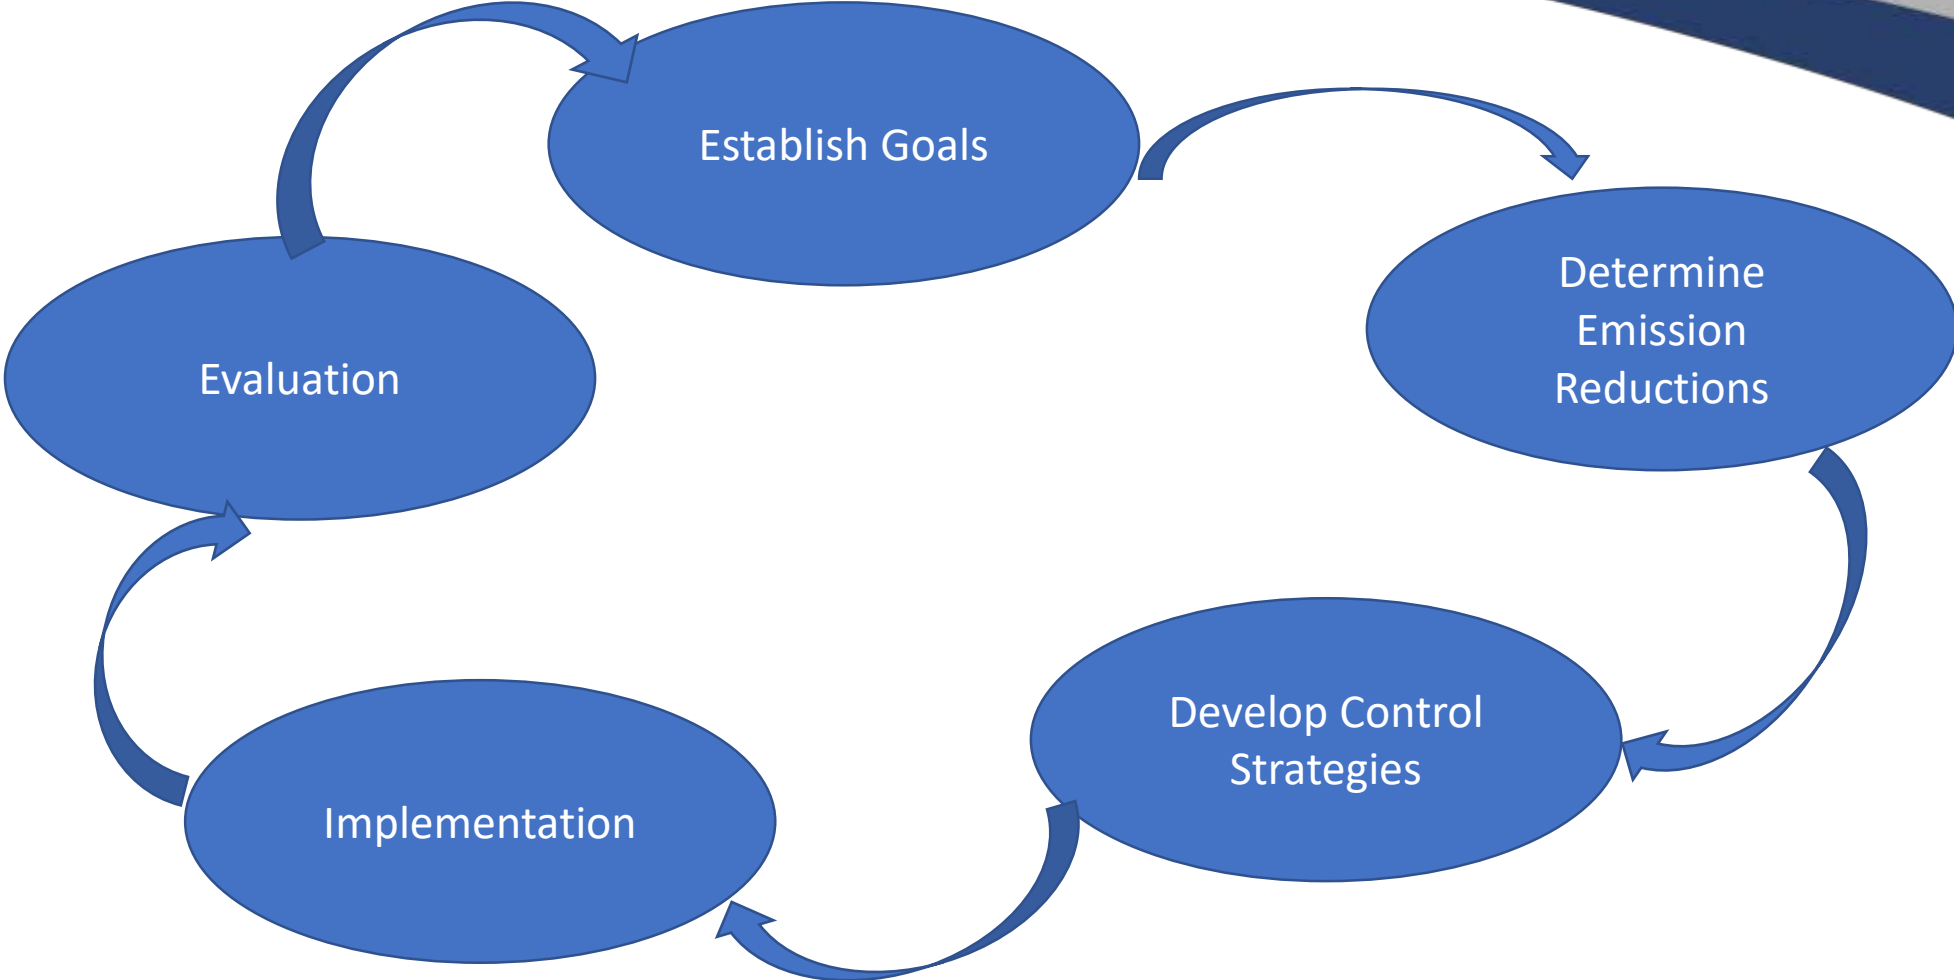 Establish Goals
Determine
Emission
Reductions
Develop Control
Strategies
Implementation
Evaluation